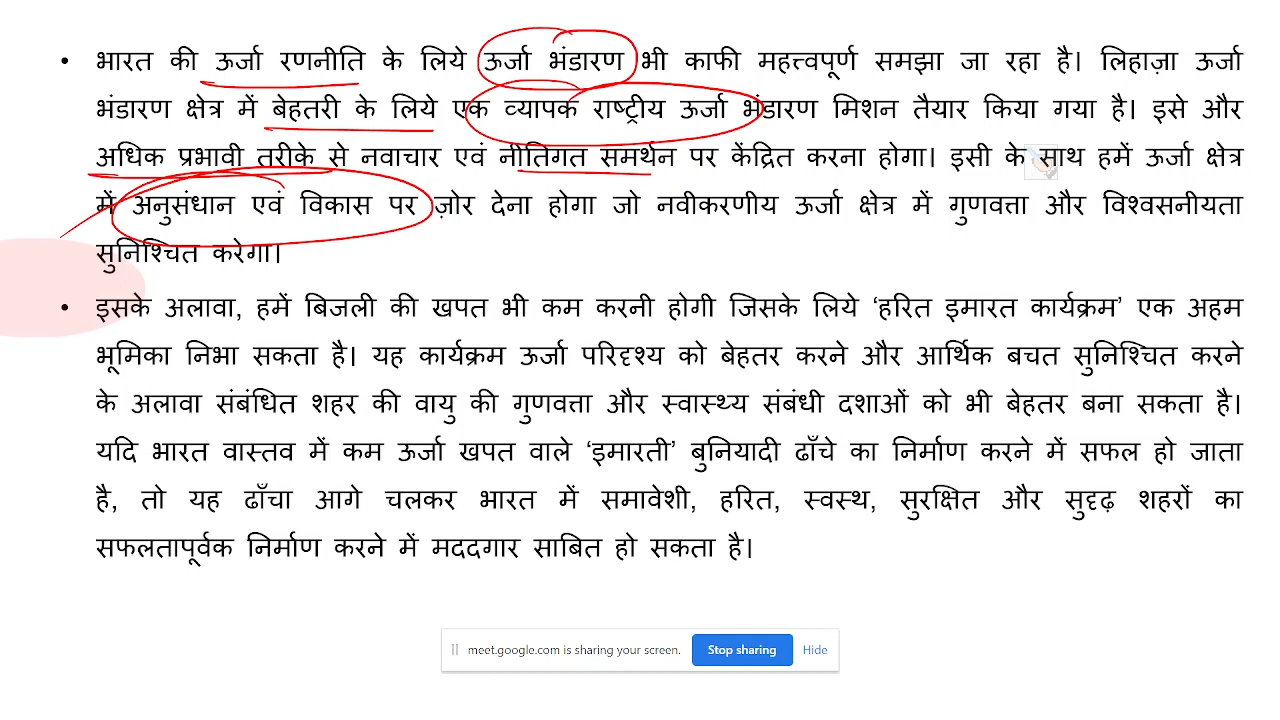 • भारत की ऊर्जा रणनीति के लिये ऊर्जा भंडारण भी काफी महत्त्वपूर्ण समझा जा रहा है। लिहाज़ा ऊर्जा
भंडारण क्षेत्र में बेहतरी के लिये एक व्यापक राष्ट्रीय ऊर्जा भंडारण मिशन तैयार किया गया है। इसे और
अधिक प्रभावी तरीके से नवाचार एवं नीतिगत समर्थन पर केंद्रित करना होगा। इसी के साथ हमें ऊर्जा क्षेत्र
में अनुसंधान एवं विकास पर ज़ोर देना होगा जो नवीकरणीय ऊर्जा क्षेत्र में गुणवत्ता और विश्वसनीयता
सुनिश्चित करेगा।
• इसके अलावा, हमें बिजली की खपत भी कम करनी होगी जिसके लिये ‘हरित इमारत कार्यक्रम’ एक अहम
भूमिका निभा सकता है। यह कार्यक्रम ऊर्जा परिदृश्य को बेहतर करने और आर्थिक बचत सुनिश्चित करने
के अलावा संबंधित शहर की वायु की गुणवत्ता और स्वास्थ्य संबंधी दशाओं को भी बेहतर बना सकता है।
यदि भारत वास्तव में कम ऊर्जा खपत वाले ‘इमारती’ बुनियादी ढाँचे का निर्माण करने में सफल हो जाता
है, तो यह ढाँचा आगे चलकर भारत में समावेशी, हरित, स्वस्थ, सुरक्षित और सुदृढ़ शहरों का
सफलतापूर्वक निर्माण करने में मददगार साबित हो सकता है।
meet.google.com is sharing your screen. Stop sharing Hide